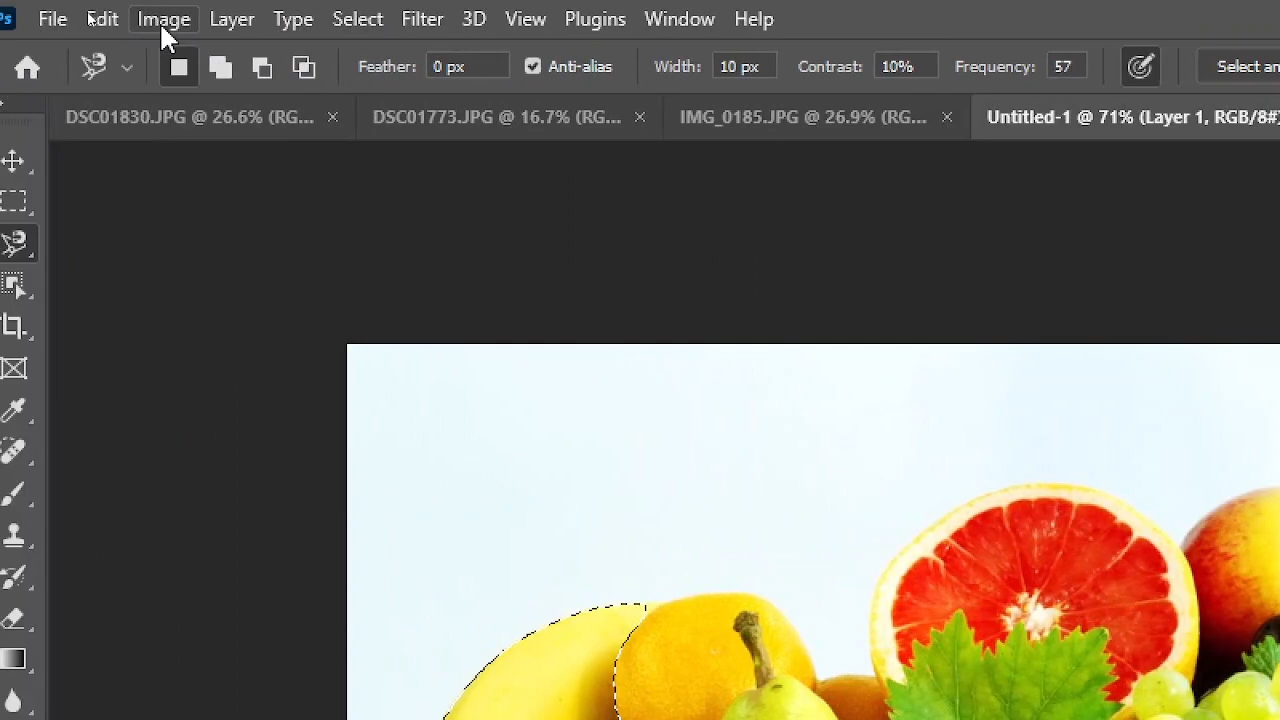 Ps File Edit Image Layer Type Select Filter 3D View Plugins Window Help
Feather: 0 px Anti-alias Width: 10 px Contrast: 10% Frequency: 57 Select an
DSC01830.JPG @ 26.6% (RG... × DSC01773.JPG @ 16.7% (RG... × IMG_0185.JPG @ 26.9% (RG... × Untitled-1 @ 71% (Layer 1, RGB/8#)